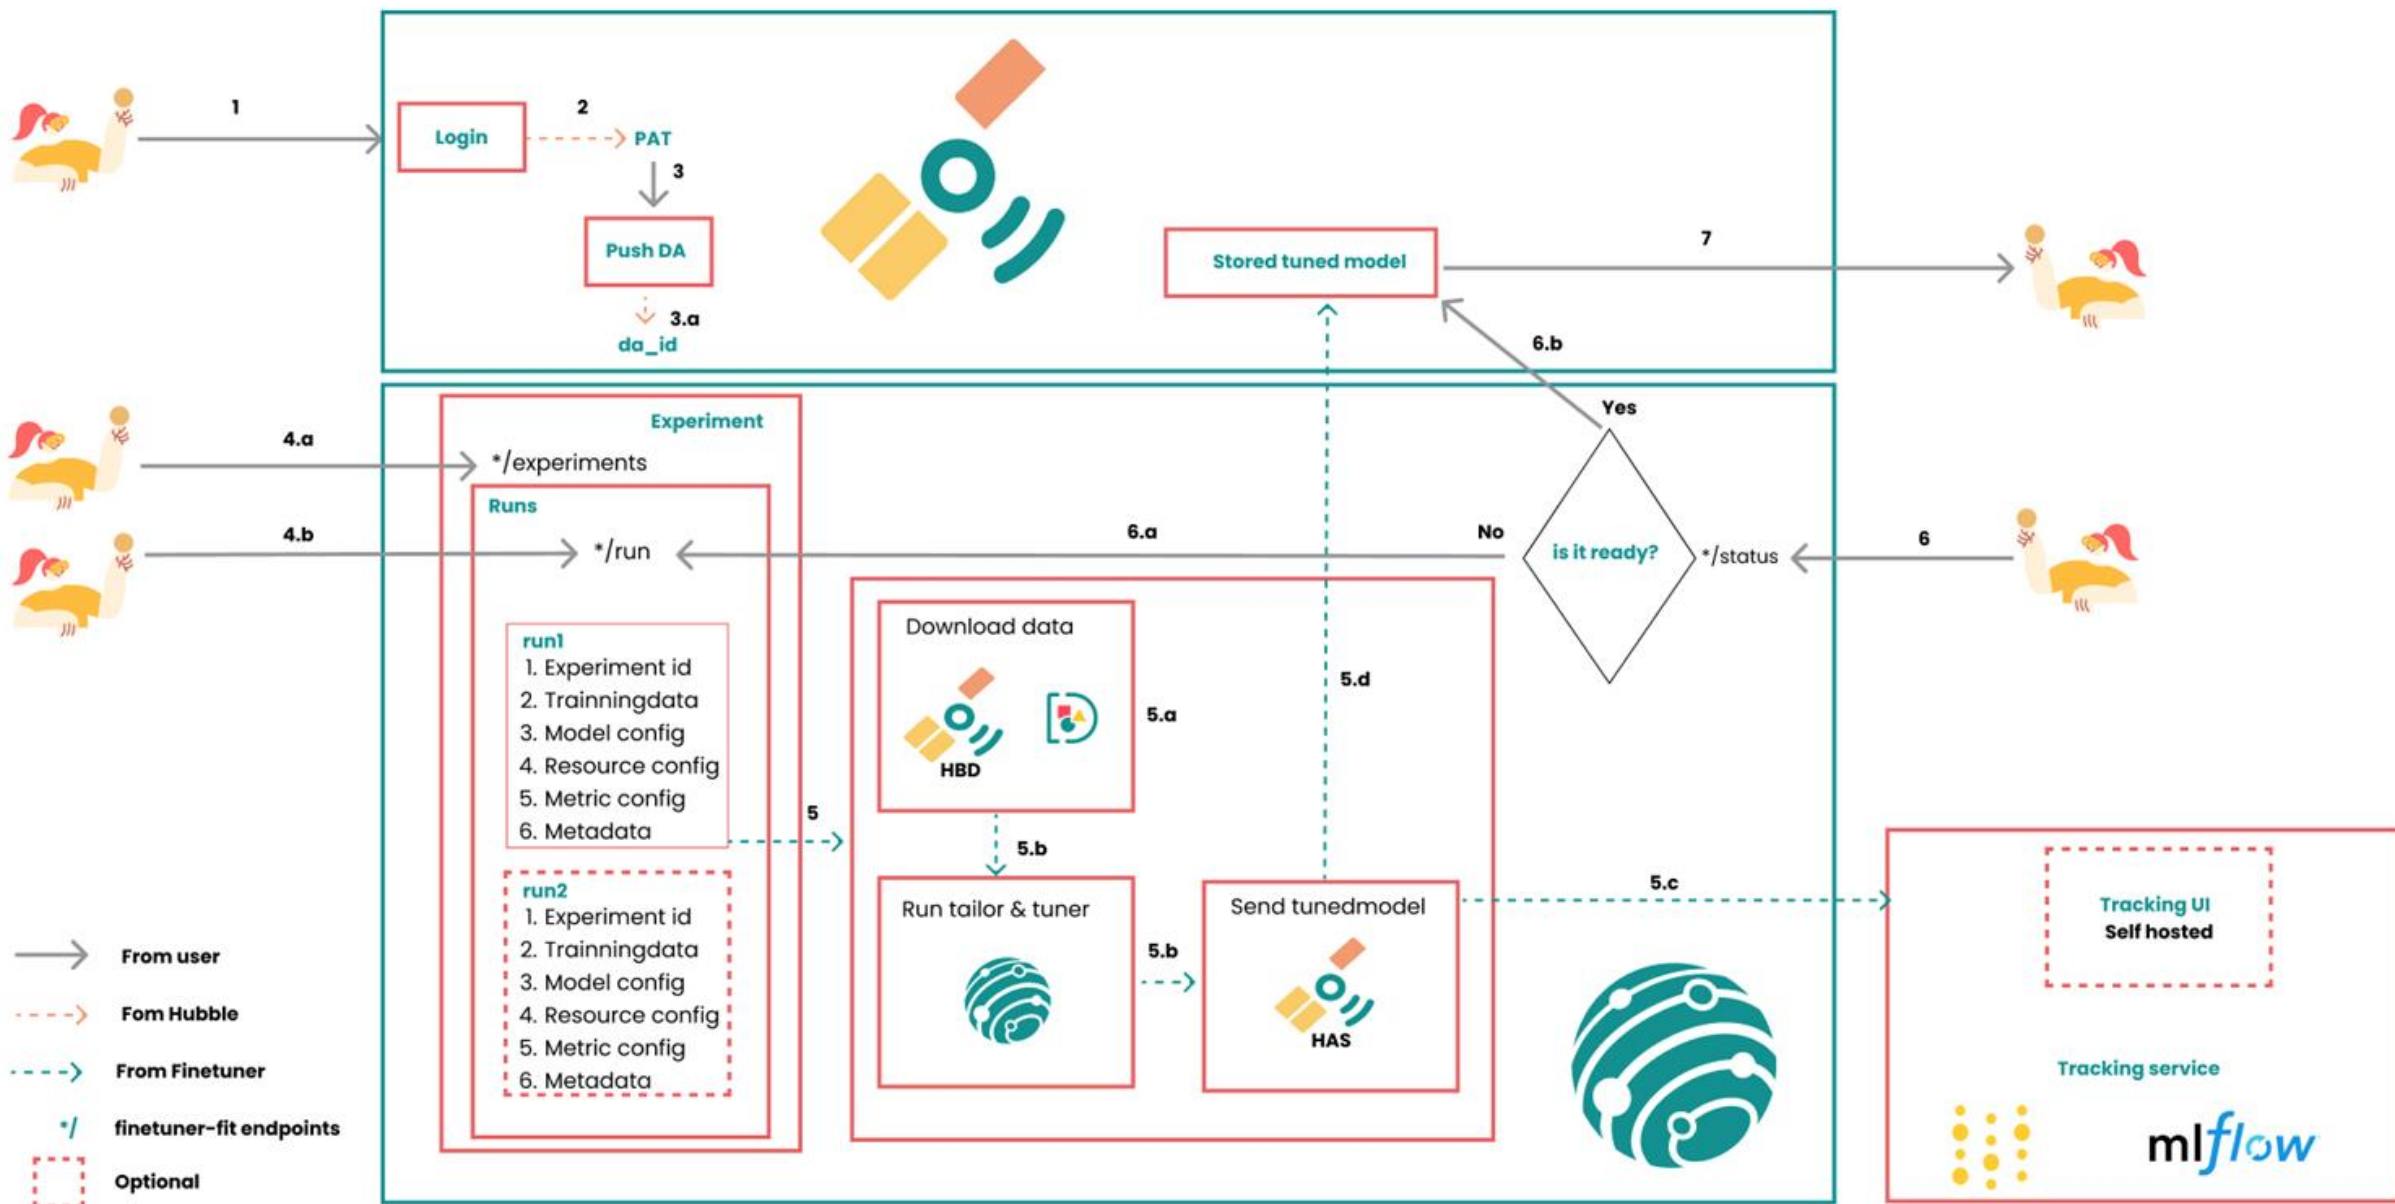 1
Login
2
PAT
3
Push DA
3.a
da_id
Stored tuned model
7
6.b
Yes
4.a
Experiment
*/experiments
Runs
4.b
*/run
6.a
No
is it ready?
*/status
6
run1
1. Experiment id
2. Trainningdata
3. Model config
4. Resource config
5. Metric config
6. Metadata
5
run2
1. Experiment id
2. Trainningdata
3. Model config
4. Resource config
5. Metric config
6. Metadata
Download data
HBD
5.a
5.b
Run tailor & tuner
5.b
Send tunedmodel
HAS
5.d
5.c
Tracking UI
Self hosted
Tracking service
mlflow
From user
Fom Hubble
From Finetuner
*/ finetuner-fit endpoints
Optional